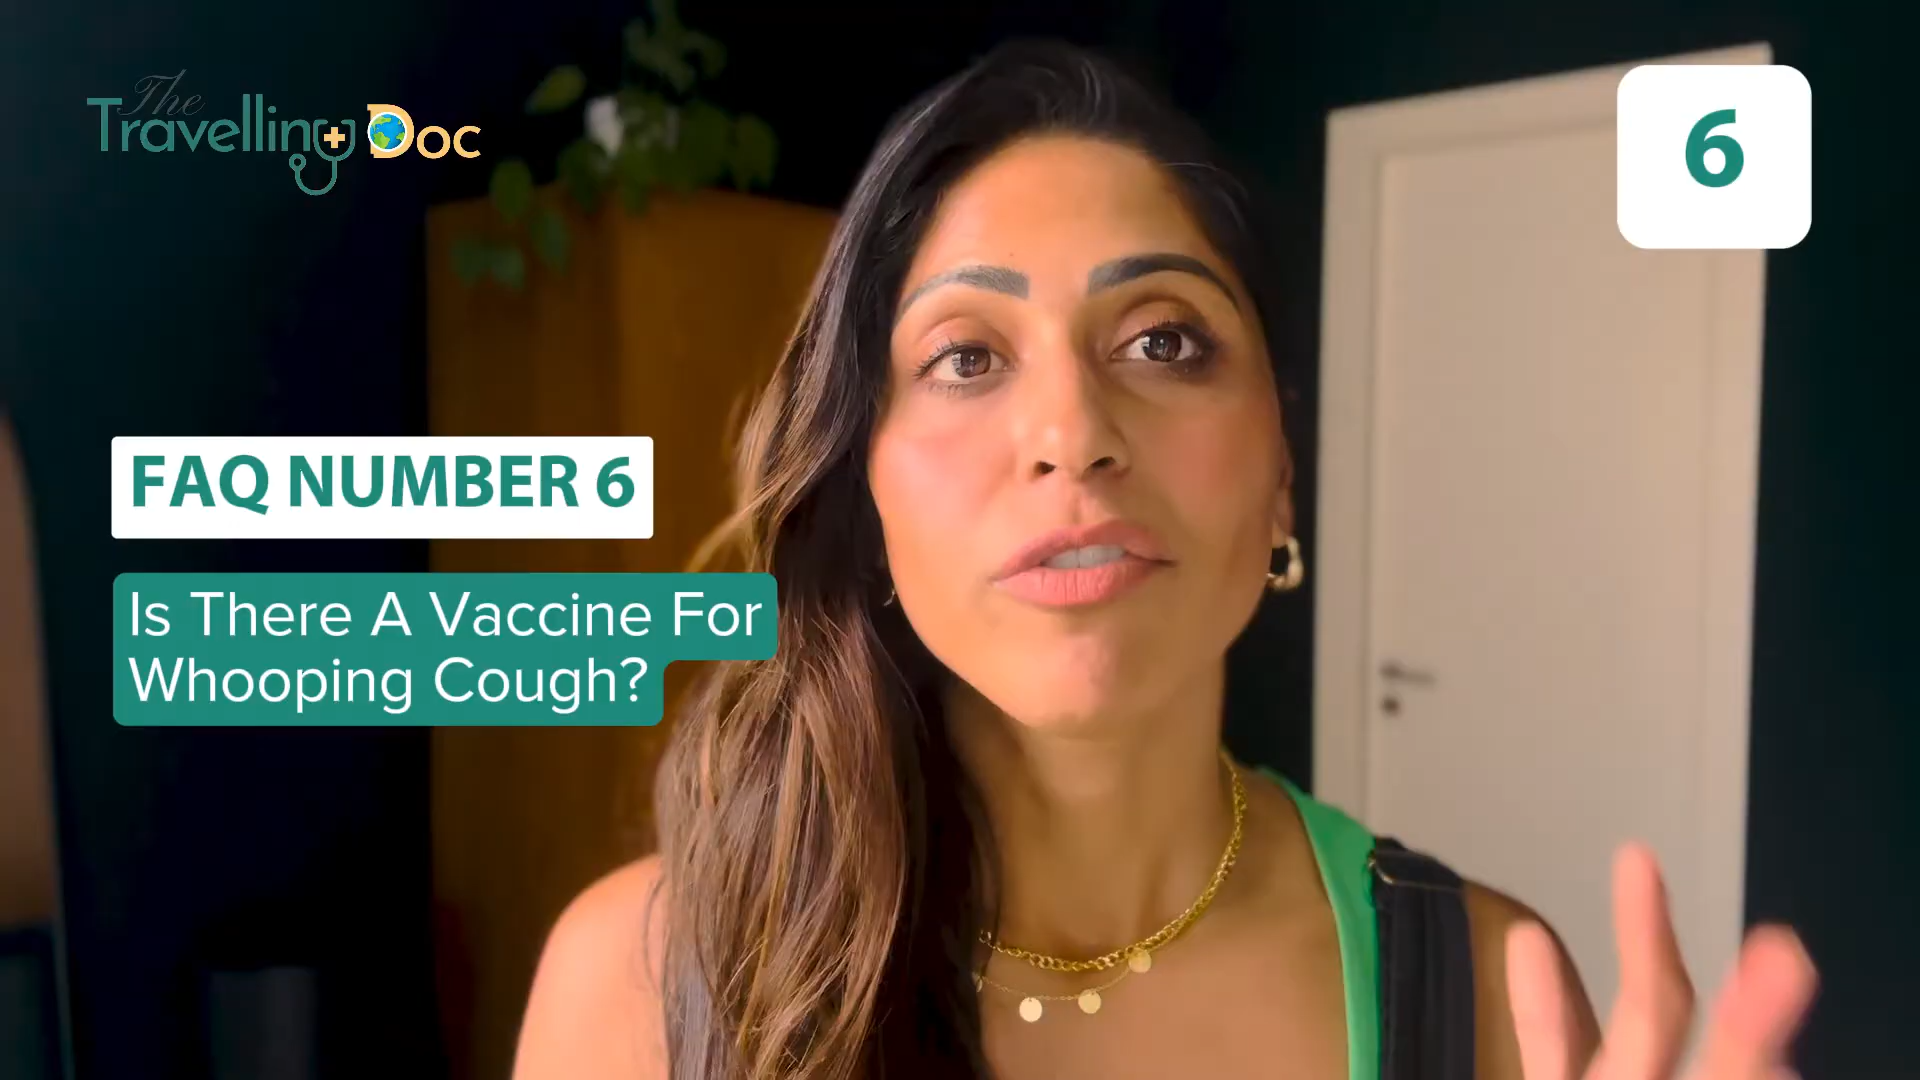 The
Travelling Doc
6
FAQ NUMBER 6
Is There A Vaccine For
Whooping Cough?